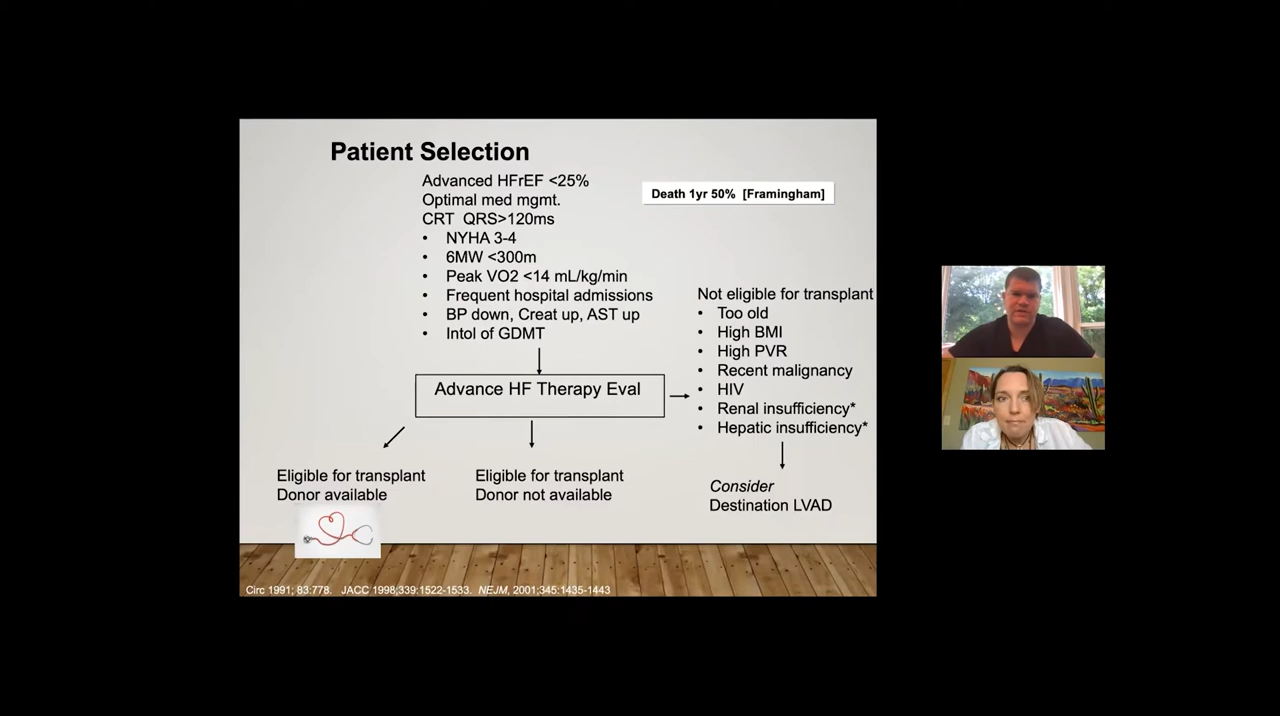 Patient Selection
Advanced HFrEF <25%
Optimal med mgmt.
CRT QRS>120ms
• NYHA 3-4
• 6MW <300m
• Peak VO2 <14 mL/kg/min
• Frequent hospital admissions
• BP down, Creat up, AST up
• Intol of GDMT
Death 1yr 50% [Framingham]
Advance HF Therapy Eval
Not eligible for transplant
• Too old
• High BMI
• High PVR
• Recent malignancy
• HIV
• Renal insufficiency*
• Hepatic insufficiency*
Eligible for transplant
Donor available
Eligible for transplant
Donor not available
Consider
Destination LVAD
Circ 1991; 83:778. JACC 1998;339:1522-1533. NEJM, 2001;345:1435-1443